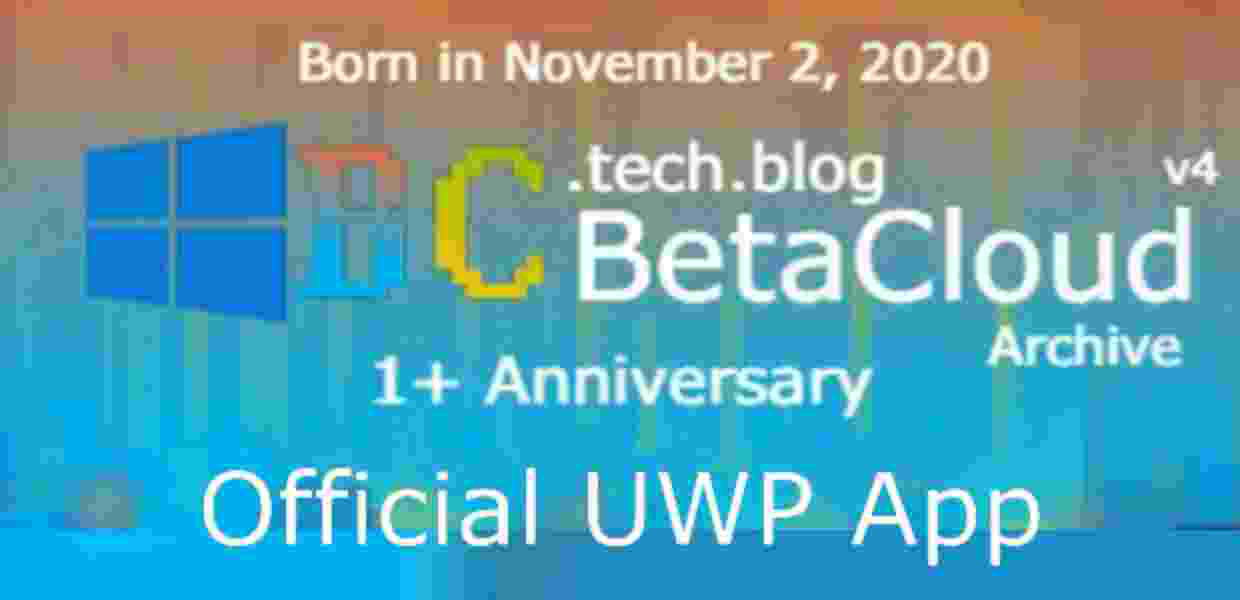 Born in November 2, 2020
BC .tech.blog v4
BetaCloud
Archive
1+ Anniversary
Official UWP App